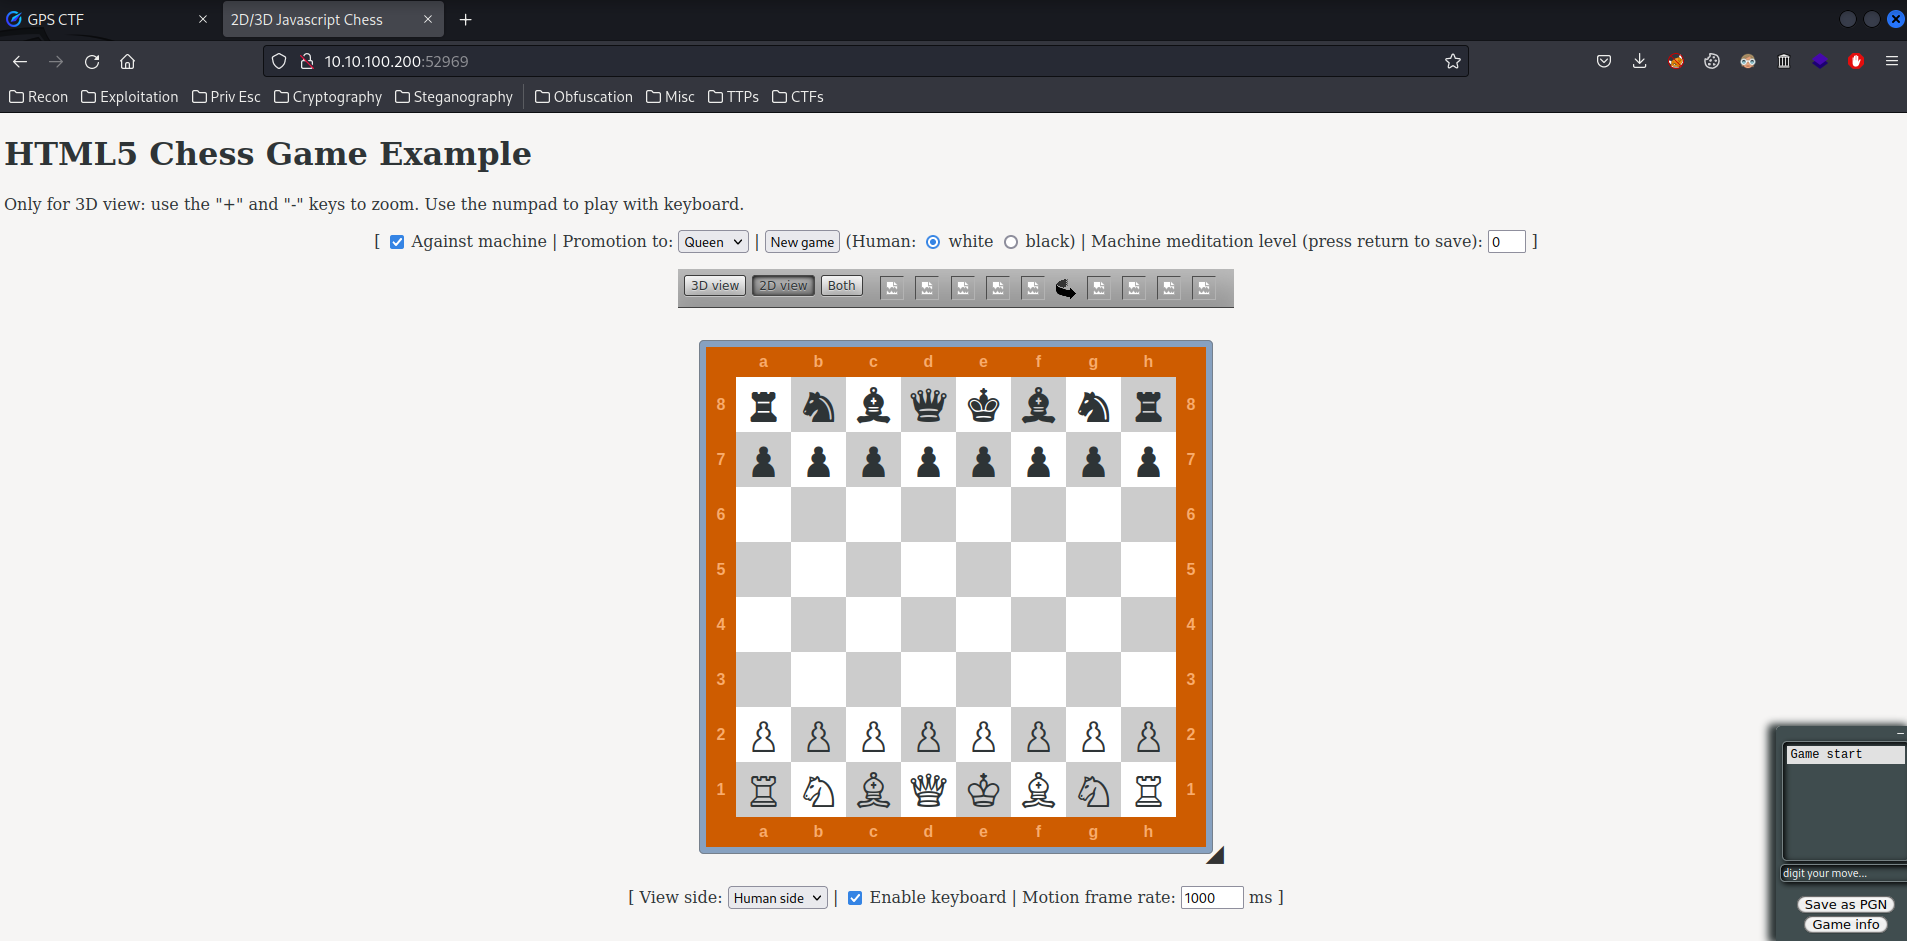 GPS CTF
2D/3D Javascript Chess
10.10.100.200:52969
Recon Exploitation Priv Esc Cryptography Steganography Obfuscation Misc TTPs CTFs
HTML5 Chess Game Example
Only for 3D view: use the "+" and "-" keys to zoom. Use the numpad to play with keyboard.
[ Against machine | Promotion to: Queen | New game (Human: white black) | Machine meditation level (press return to save): 0 ]
3D view 2D view Both
a b c d e f g h
8 8
7 7
6 6
5 5
4 4
3 3
2 2
1 1
a b c d e f g h
Game start
digit your move...
Save as PGN
Game info
[ View side: Human side | Enable keyboard | Motion frame rate: 1000 ms ]